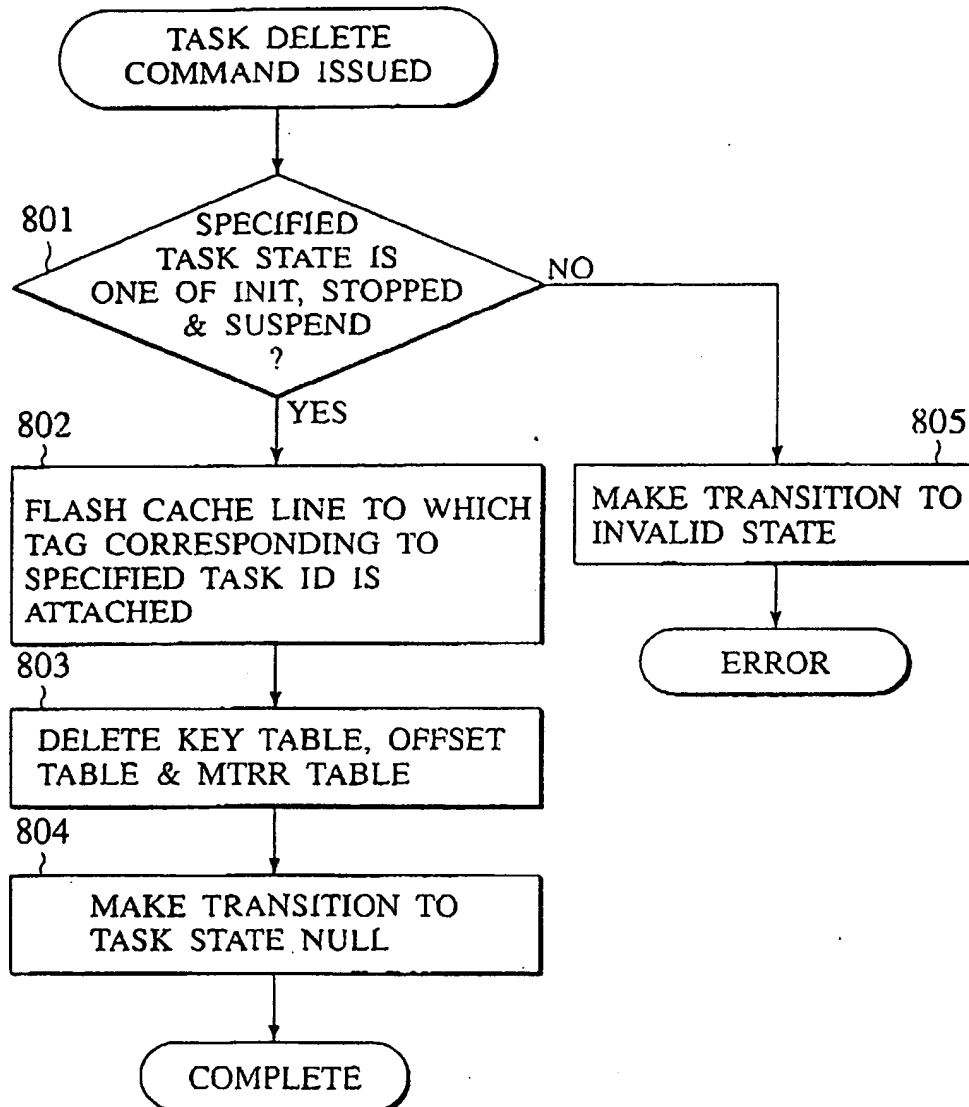 TASK DELETE
COMMAND ISSUED
801
SPECIFIED
TASK STATE IS
ONE OF INIT, STOPPED
& SUSPEND
?
NO
YES
802
FLASH CACHE LINE TO WHICH
TAG CORRESPONDING TO
SPECIFIED TASK ID IS
ATTACHED
805
MAKE TRANSITION TO
INVALID STATE
ERROR
803
DELETE KEY TABLE, OFFSET
TABLE & MTRR TABLE
804
MAKE TRANSITION TO
TASK STATE NULL
COMPLETE